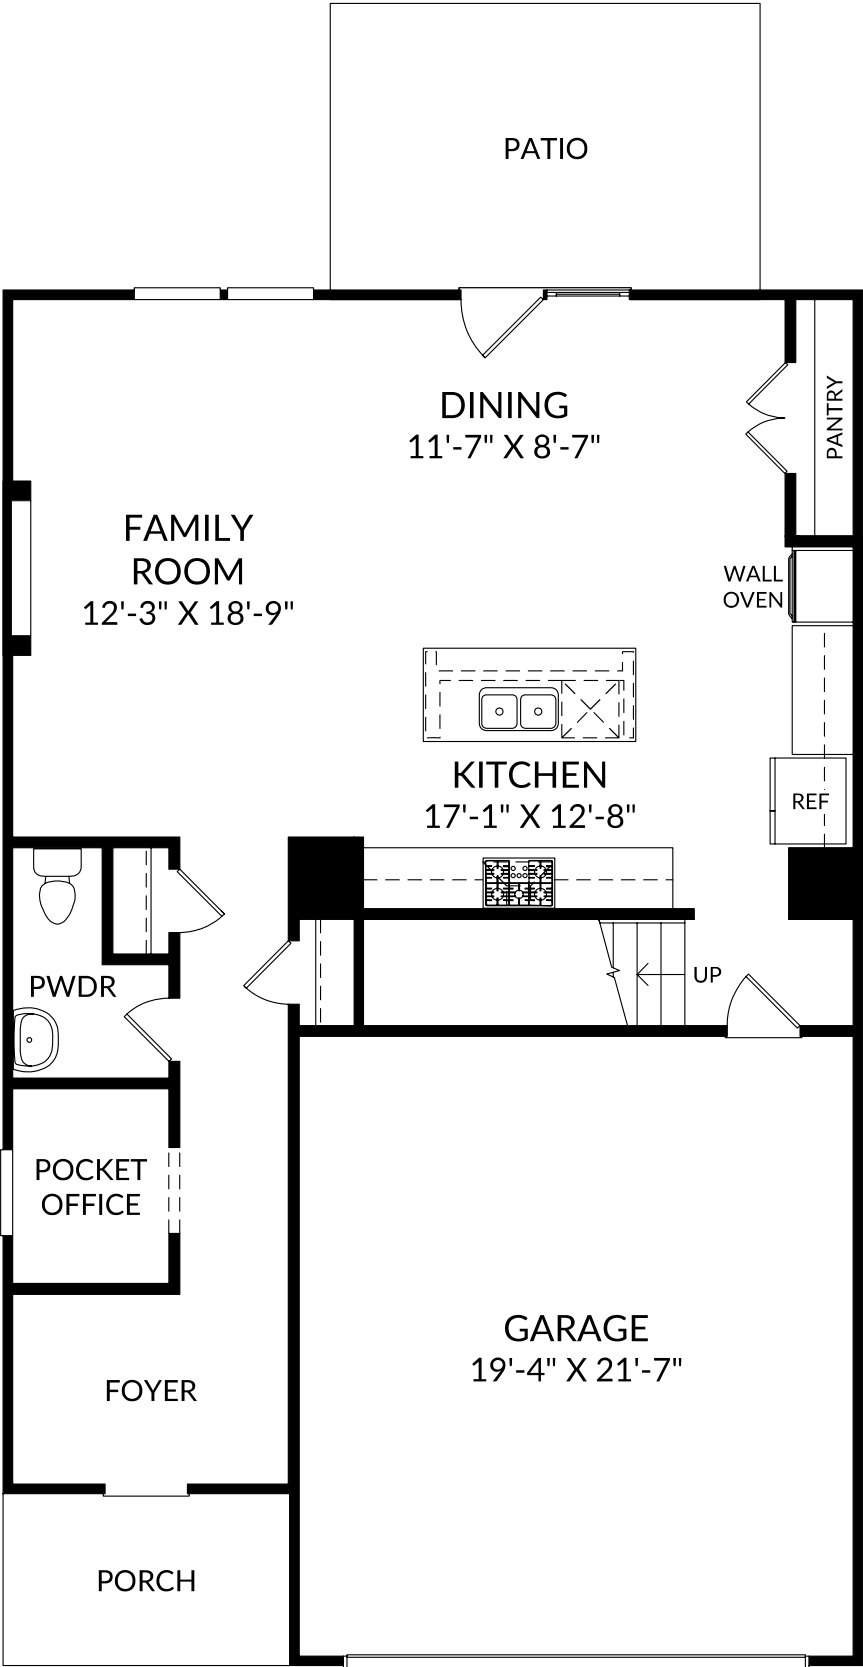 PATIO
DINING
11'-7" X 8'-7"
PANTRY
FAMILY
ROOM
12'-3" X 18'-9"
WALL
OVEN
KITCHEN
17'-1" X 12'-8"
REF
PWDR
UP
POCKET
OFFICE
GARAGE
19'-4" X 21'-7"
FOYER
PORCH